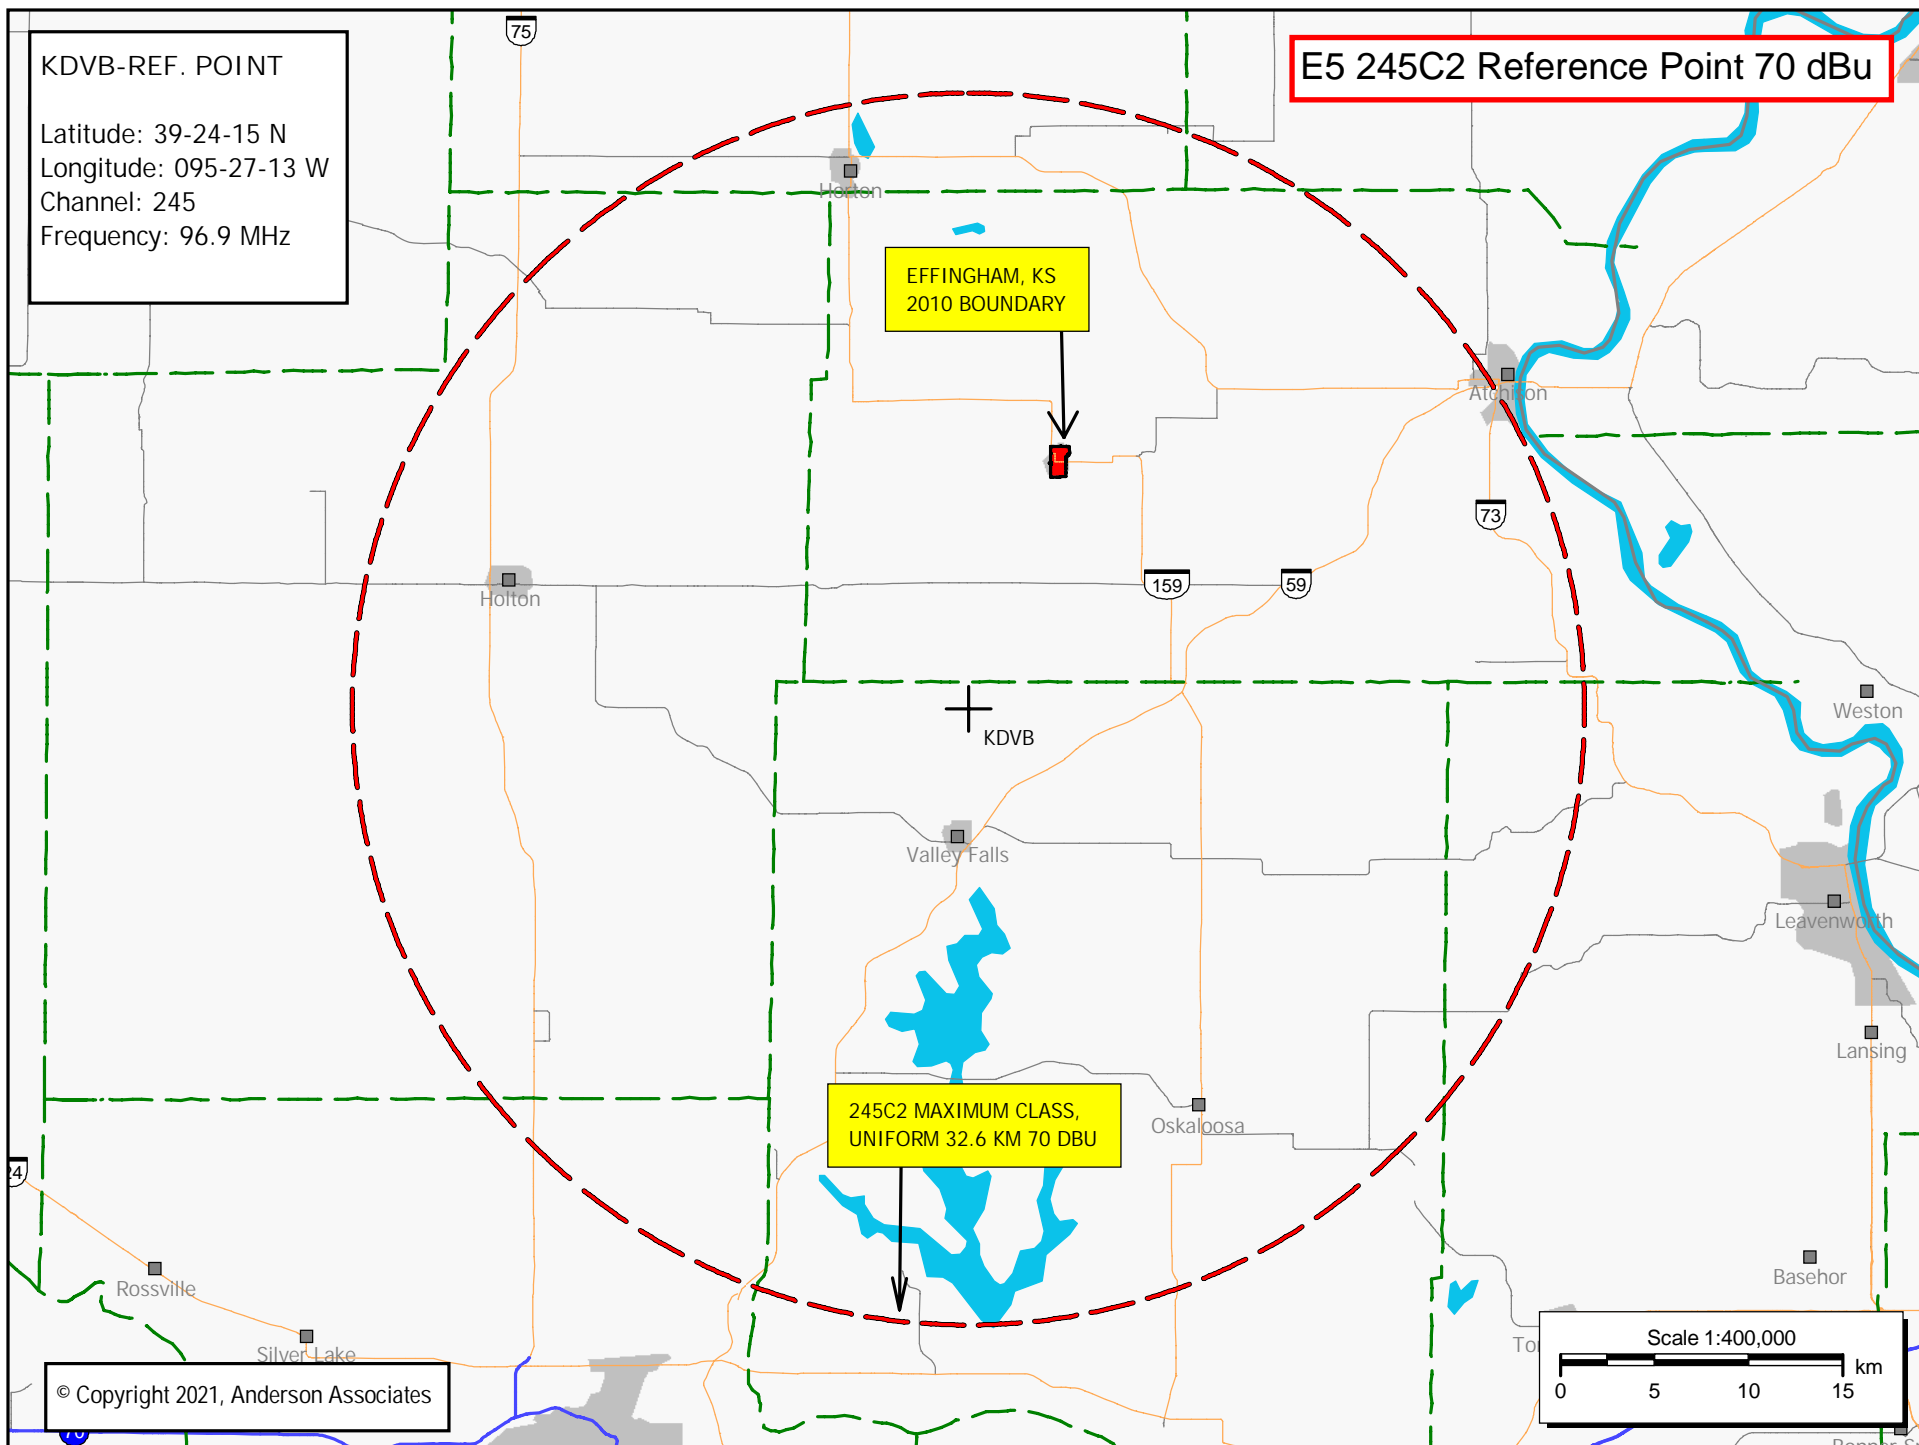 75
KDVB-REF. POINT
Latitude: 39-24-15 N
Longitude: 095-27-13 W
Channel: 245
Frequency: 96.9 MHz
E5 245C2 Reference Point 70 dBu
Horton
EFFINGHAM, KS
2010 BOUNDARY
Atchison
73
159
59
Holton
Weston
KDVB
Valley Falls
Leavenworth
Lansing
245C2 MAXIMUM CLASS,
UNIFORM 32.6 KM 70 DBU
Oskaloosa
24
Rossville
Basehor
Silver Lake
Scale 1:400,000
km
0 5 10 15
© Copyright 2021, Anderson Associates
70